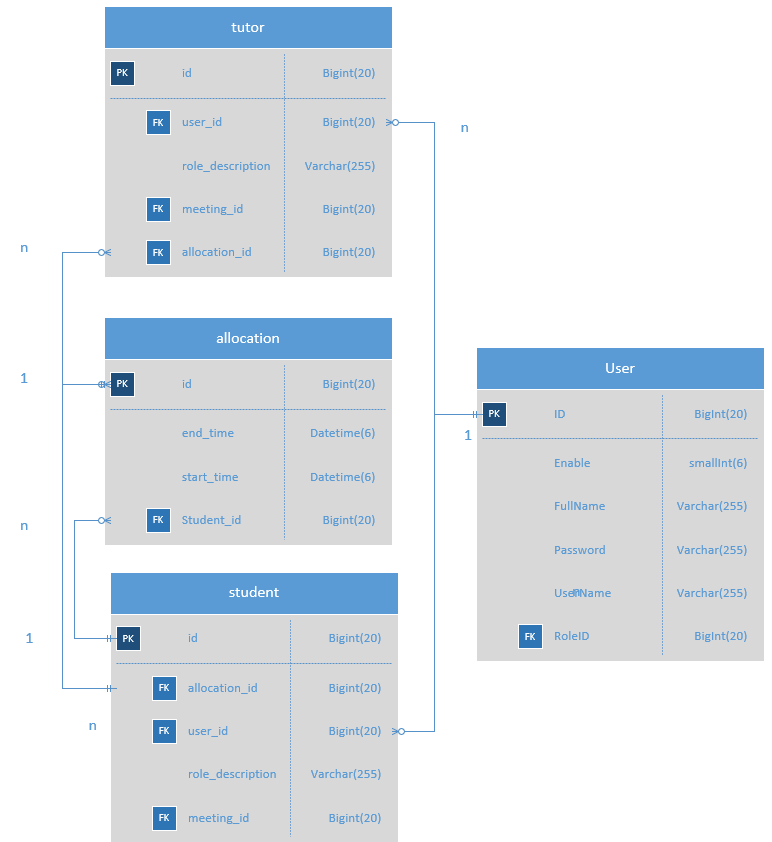 tutor
PK id Bigint(20)
FK user_id Bigint(20)
n
role_description Varchar(255)
FK meeting_id Bigint(20)
n
FK allocation_id Bigint(20)
allocation
1
PK id Bigint(20)
end_time Datetime(6)
start_time Datetime(6)
n
FK Student_id Bigint(20)
User
PK ID BigInt(20)
1
Enable smallInt(6)
FullName Varchar(255)
Password Varchar(255)
UserName Varchar(255)
n
FK RoleID BigInt(20)
student
1
PK id Bigint(20)
FK allocation_id Bigint(20)
n
FK user_id Bigint(20)
role_description Varchar(255)
FK meeting_id Bigint(20)